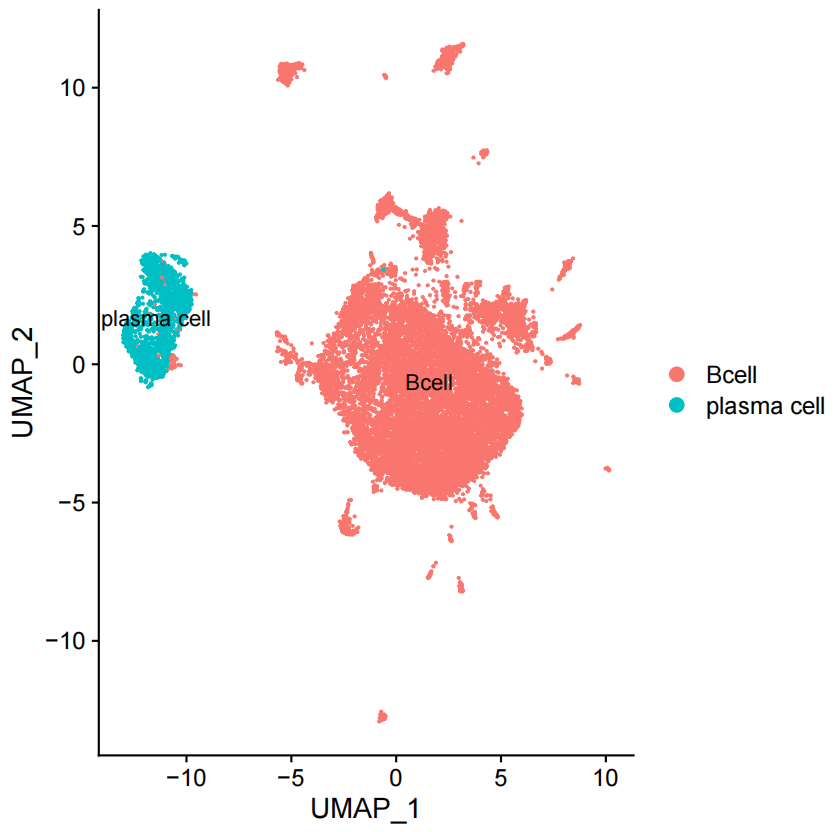 10
5
0
−5
−10
UMAP_2
plasma cell
Bcell
Bcell
plasma cell
−10 −5 0 5 10
UMAP_1